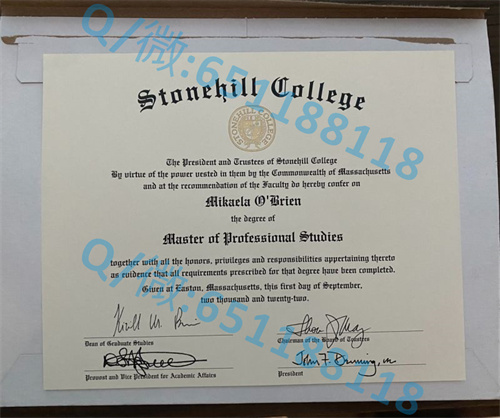 Stonehill College
STONEHILL COLLEGE
The President and Trustees of Stonehill College
By virtue of the power vested in them by the Commonwealth of Massachusetts
and at the recommendation of the Faculty do hereby confer on
Mikaela O'Brien
the degree of
Master of Professional Studies
together with all the honors, privileges and responsibilities appertaining thereto
as evidence that all requirements prescribed for that degree have been completed.
Given at Easton, Massachusetts, this first day of September,
two thousand and twenty-two.
Dean of Graduate Studies
Chairman of the Board of Trustees
John F. Denning, csc
Provost and Vice President for Academic Affairs
President
Q/微:651188118
Q/微:651188118